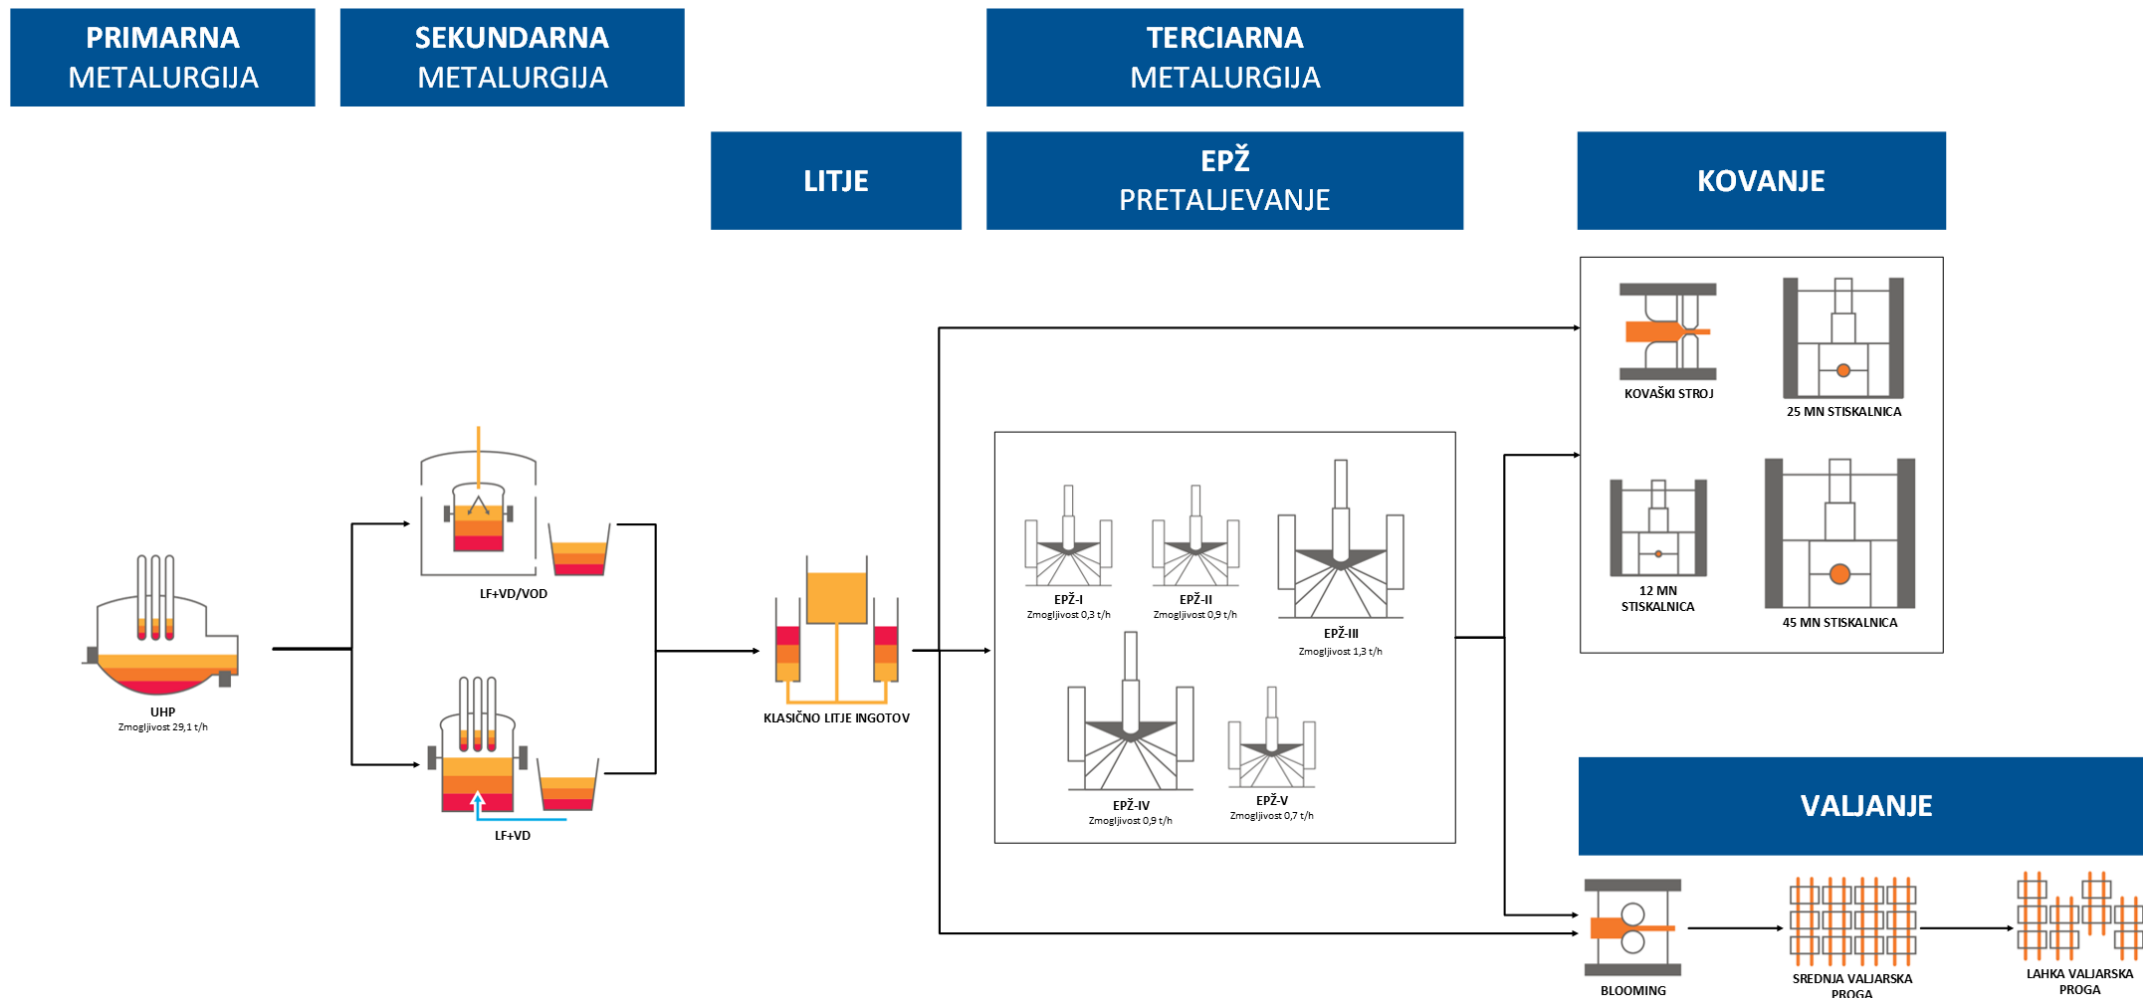 PRIMARNA
METALURGIJA
SEKUNDARNA
METALURGIJA
TERCIARNA
METALURGIJA
LITJE
EPŽ
PRETALJEVANJE
KOVANJE
KOVAŠKI STROJ
25 MN STISKALNICA
12 MN
STISKALNICA
45 MN STISKALNICA
LF+VD/VOD
UHP
Zmogljivost 29,1 t/h
LF+VD
KLASIČNO LITJE INGOTOV
EPŽ-I
Zmogljivost 0,3 t/h
EPŽ-II
Zmogljivost 0,9 t/h
EPŽ-III
Zmogljivost 1,3 t/h
EPŽ-IV
Zmogljivost 0,9 t/h
EPŽ-V
Zmogljivost 0,7 t/h
VALJANJE
BLOOMING
SREDNJA VALJARSKA
PROGA
LAHKA VALJARSKA
PROGA